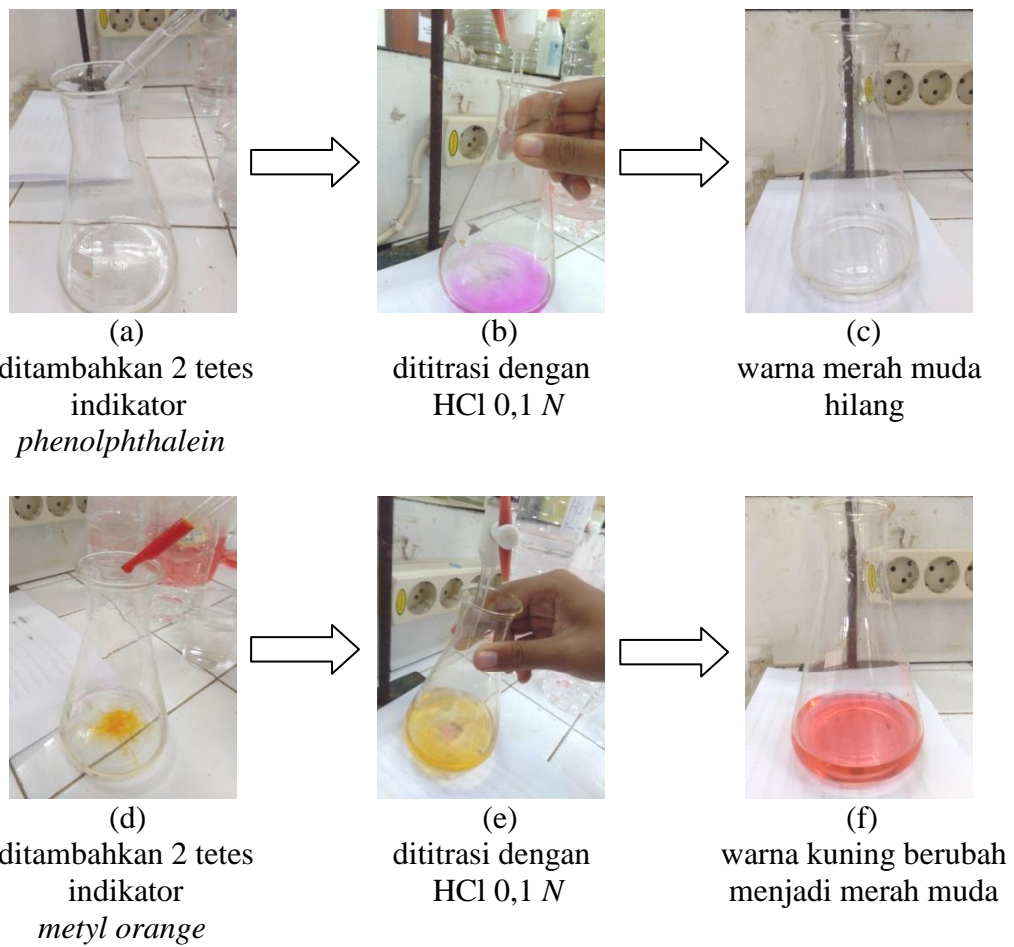 (a)
ditambahkan 2 tetes
indikator
phenolphthalein
(b)
dititrasi dengan
HCl 0,1 N
(c)
warna merah muda
hilang
(d)
ditambahkan 2 tetes
indikator
metyl orange
(e)
dititrasi dengan
HCl 0,1 N
(f)
warna kuning berubah
menjadi merah muda